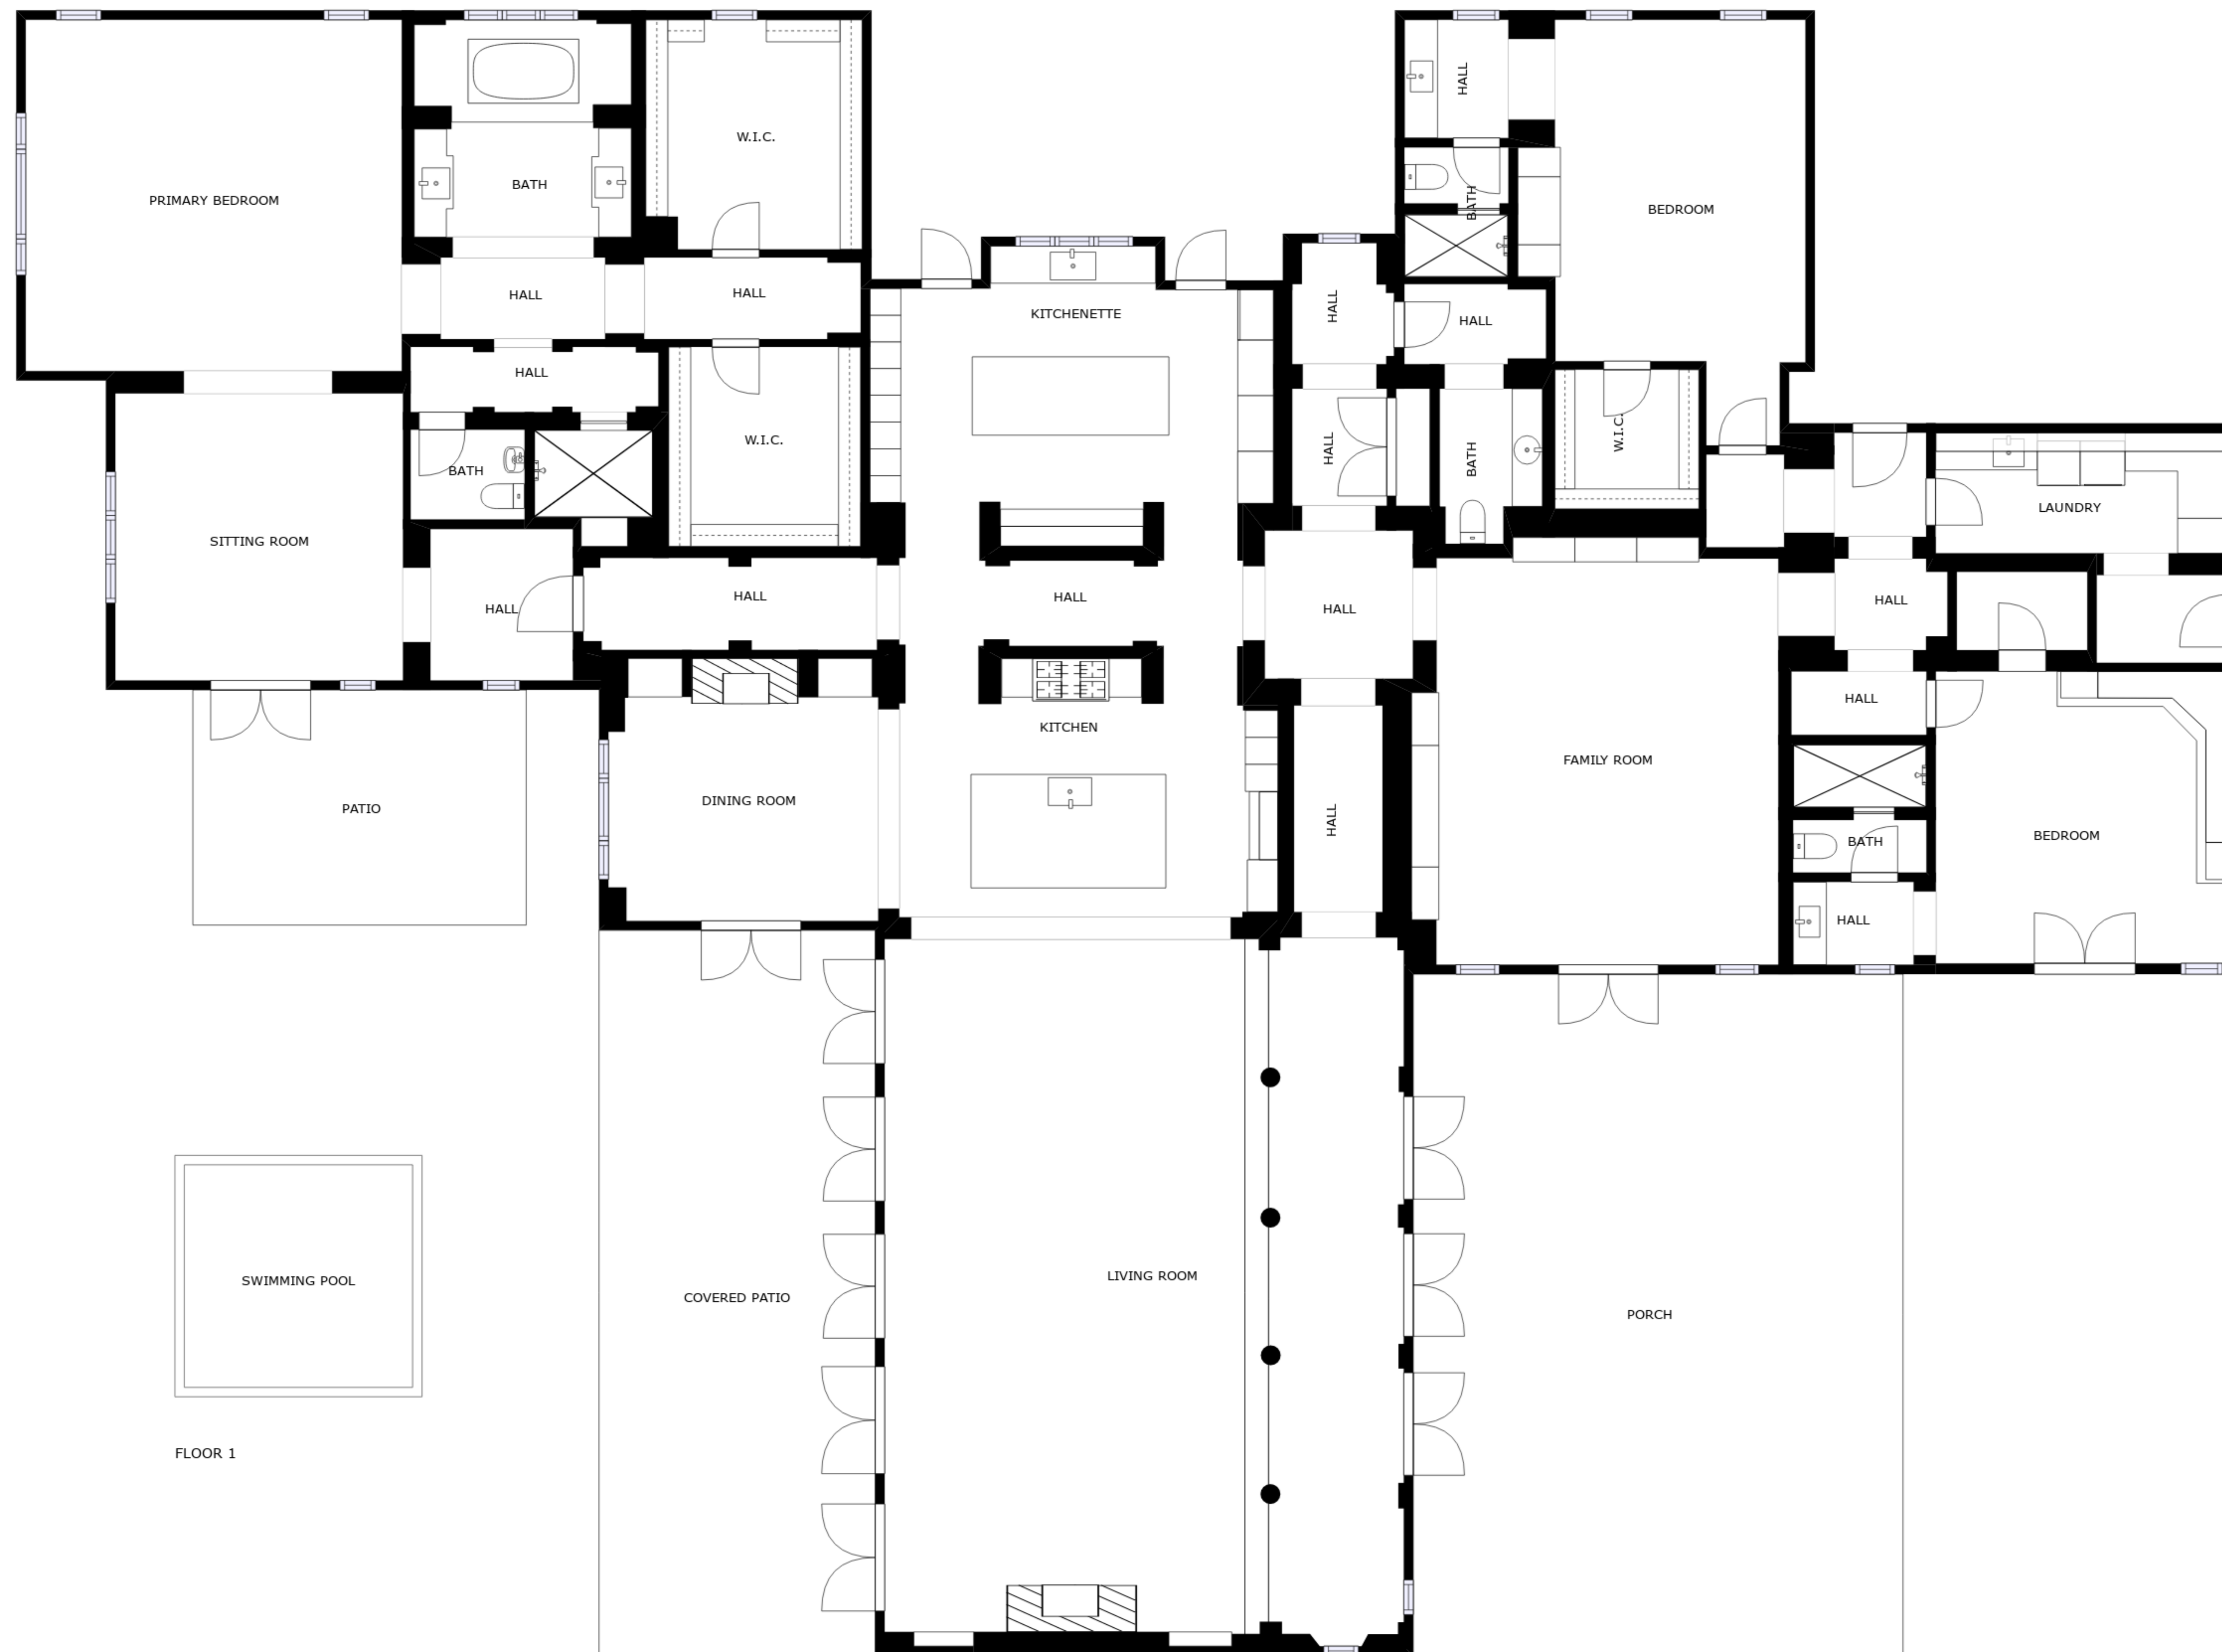 HALL
W.I.C.
BATH
PRIMARY BEDROOM
BATH
BEDROOM
HALL
HALL
HALL
KITCHENETTE
HALL
HALL
W.I.C.
HALL
BATH
W.I.C.
BATH
LAUNDRY
SITTING ROOM
HALL
HALL
HALL
HALL
HALL
HALL
KITCHEN
FAMILY ROOM
DINING ROOM
PATIO
HALL
BEDROOM
BATH
HALL
LIVING ROOM
SWIMMING POOL
COVERED PATIO
PORCH
FLOOR 1